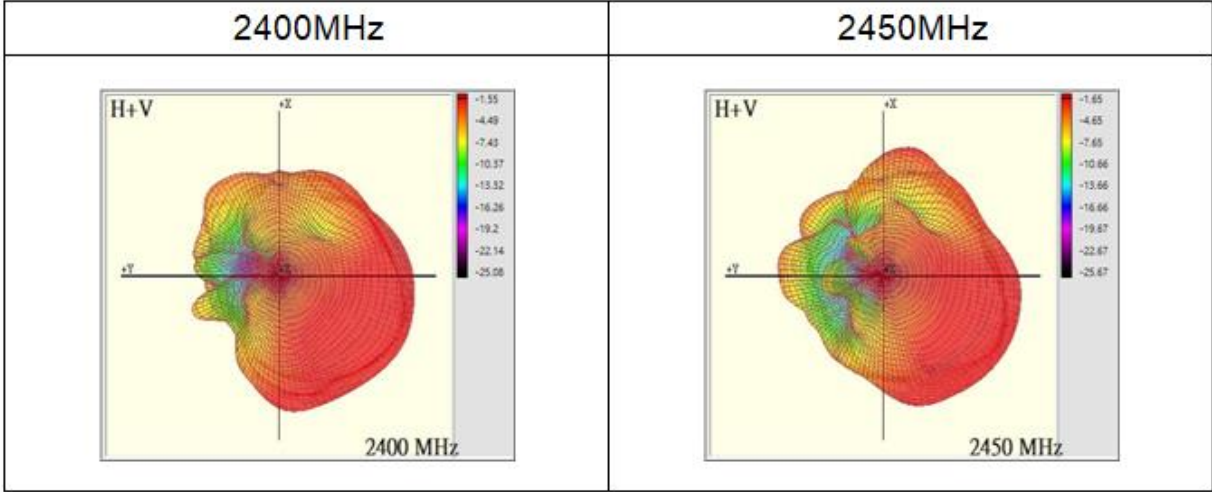 2400MHz
2450MHz
H+V
+X
+Y
-1.55
-4.49
-7.43
-10.37
-13.32
-16.26
-19.2
-22.14
-25.08
2400 MHz
H+V
+X
+Y
-1.65
-4.65
-7.65
-10.66
-13.66
-16.66
-19.67
-22.67
-25.67
2450 MHz